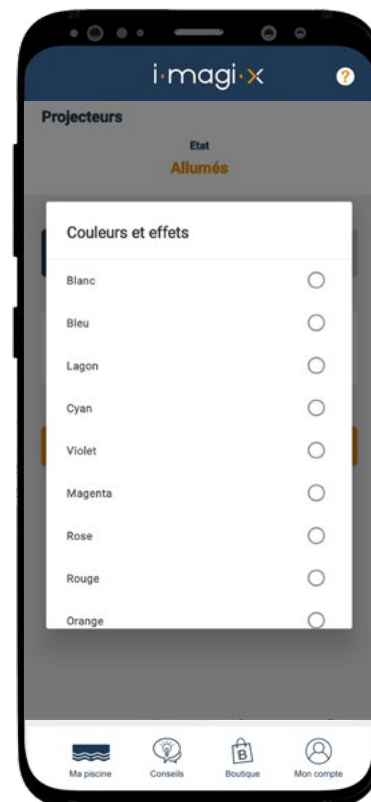 i·magi·x
?
Projecteurs
Etat
Allumés
Couleurs et effets
Blanc
Bleu
Lagon
Cyan
Violet
Magenta
Rose
Rouge
Orange
B
Ma piscine Conseils Boutique Mon compte